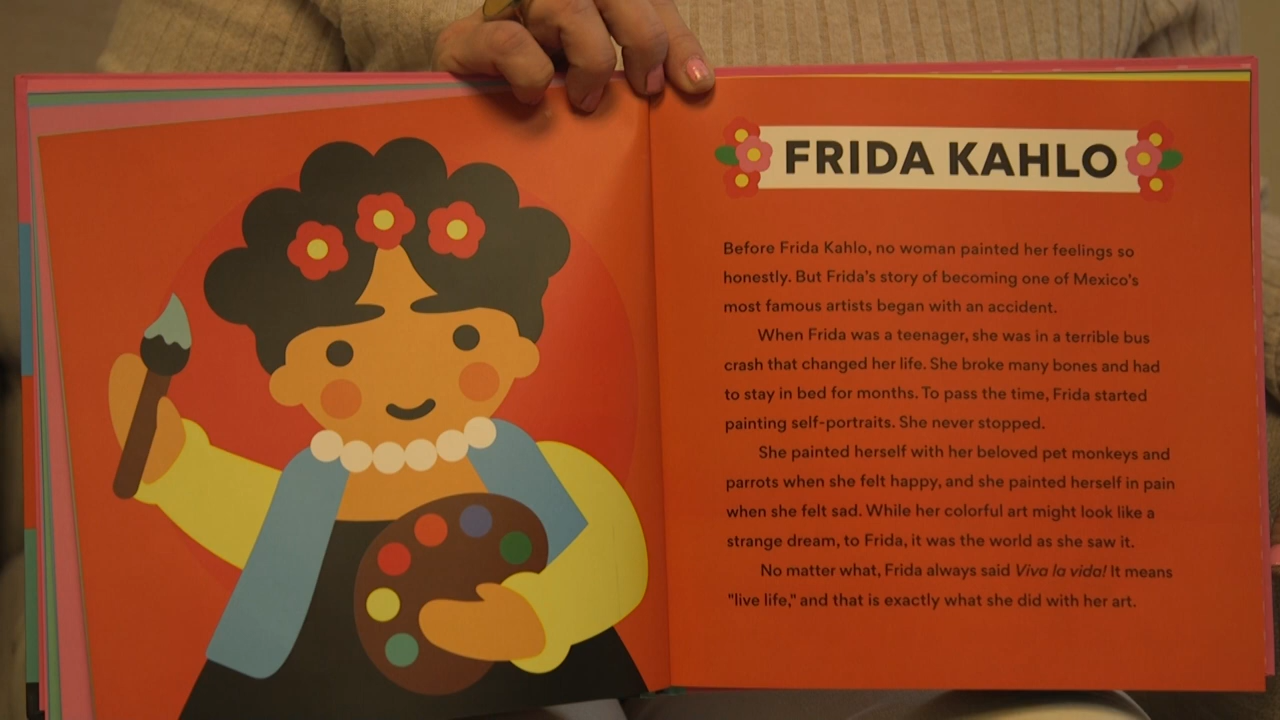 FRIDA KAHLO
Before Frida Kahlo, no woman painted her feelings so
honestly. But Frida's story of becoming one of Mexico's
most famous artists began with an accident.
When Frida was a teenager, she was in a terrible bus
crash that changed her life. She broke many bones and had
to stay in bed for months. To pass the time, Frida started
painting self-portraits. She never stopped.
She painted herself with her beloved pet monkeys and
parrots when she felt happy, and she painted herself in pain
when she felt sad. While her colorful art might look like a
strange dream, to Frida, it was the world as she saw it.
No matter what, Frida always said Viva la vida! It means
"live life," and that is exactly what she did with her art.